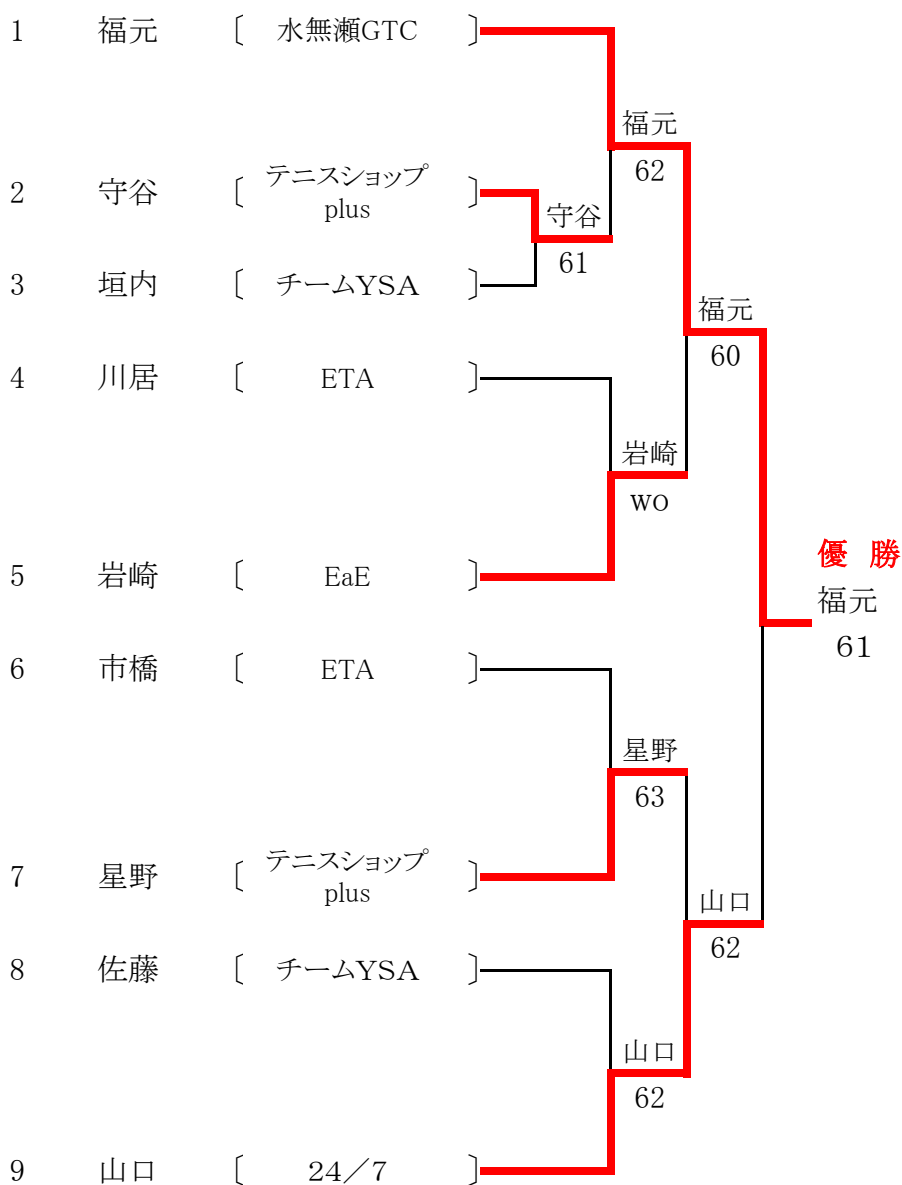 1 福元 〔 水無瀬GTC 〕
福元
62
2 守谷 〔 テニスショップ
plus 〕
守谷
61
3 垣内 〔 チームYSA 〕
福元
60
4 川居 〔 ETA 〕
岩崎
wo
5 岩崎 〔 EaE 〕
優 勝
福元
61
6 市橋 〔 ETA 〕
星野
63
7 星野 〔 テニスショップ
plus 〕
山口
62
8 佐藤 〔 チームYSA 〕
山口
62
9 山口 〔 24／7 〕